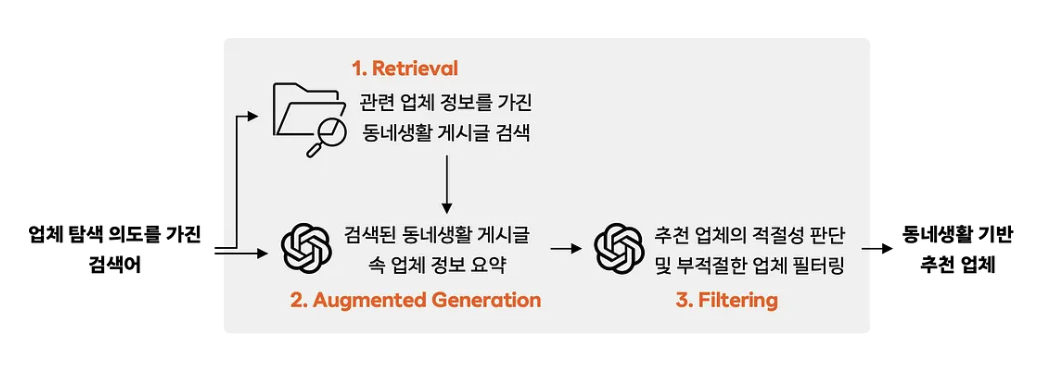 1. Retrieval
관련 업체 정보를 가진
동네생활 게시글 검색
업체 탐색 의도를 가진
검색어
검색된 동네생활 게시글
속 업체 정보 요약
2. Augmented Generation
추천 업체의 적절성 판단
및 부적절한 업체 필터링
3. Filtering
동네생활 기반
추천 업체